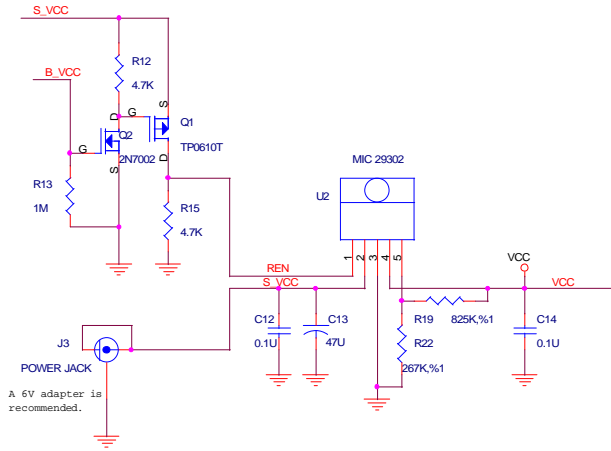 S_VCC
R12
4.7K
B_VCC
S
G
Q1
D
Q2
TP0610T
G
2N7002
S
D
R13
1M
R15
4.7K
MIC 29302
U2
1
2
3
4
5
REN
S_VCC
VCC
VCC
C12
0.1U
C13
47U
R19
825K,%1
R22
267K,%1
C14
0.1U
J3
POWER JACK
A 6V adapter is
recommended.